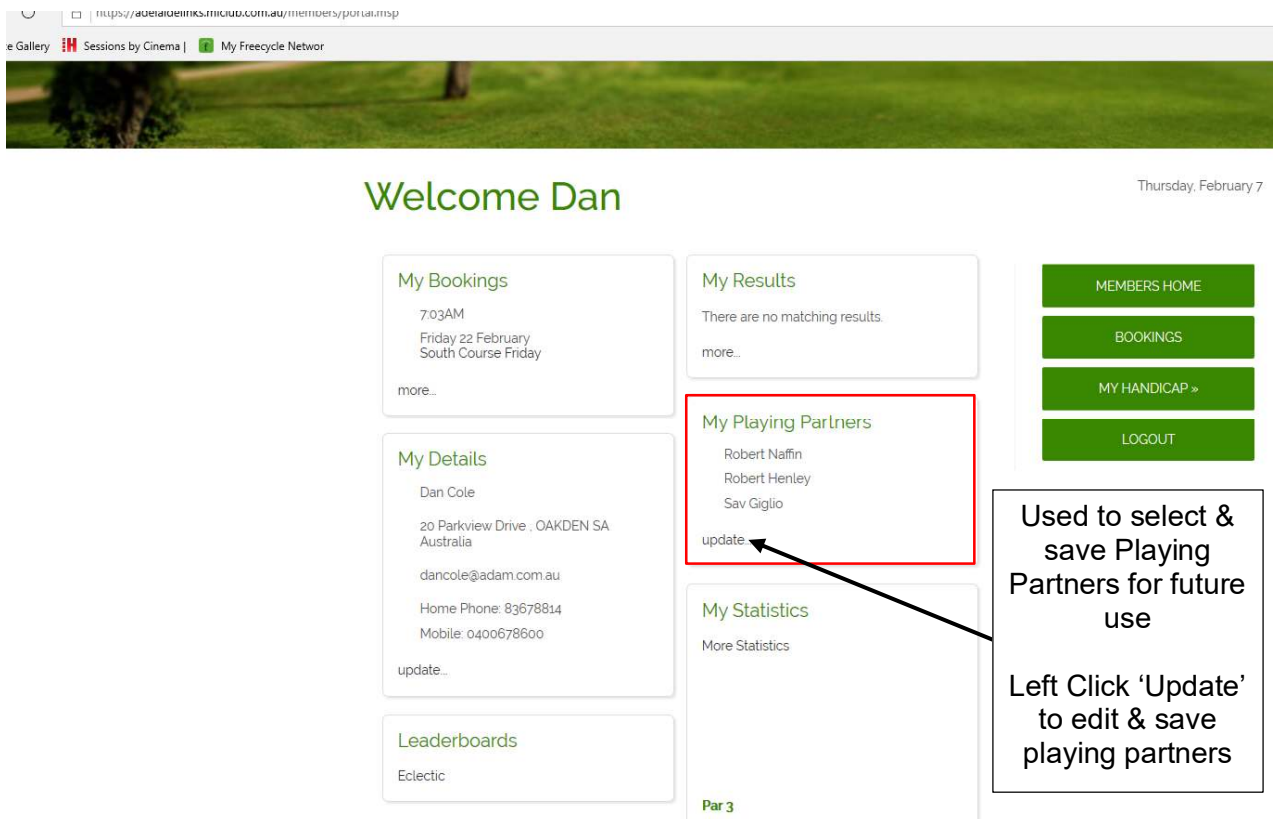 https://adelaidelinks.miclub.com.au/members/portal.msp
e Gallery Sessions by Cinema | My Freecycle Networ
Welcome Dan
Thursday, February 7
My Bookings
7:03AM
Friday 22 February
South Course Friday
more...
My Details
Dan Cole
20 Parkview Drive , OAKDEN SA
Australia
dancole@adam.com.au
Home Phone: 83678814
Mobile: 0400678600
update...
Leaderboards
Eclectic
My Results
There are no matching results.
more...
My Playing Partners
Robert Naffin
Robert Henley
Sav Giglio
update...
My Statistics
More Statistics
Par 3
MEMBERS HOME
BOOKINGS
MY HANDICAP »
LOGOUT
Used to select &
save Playing
Partners for future
use
Left Click ‘Update’
to edit & save
playing partners